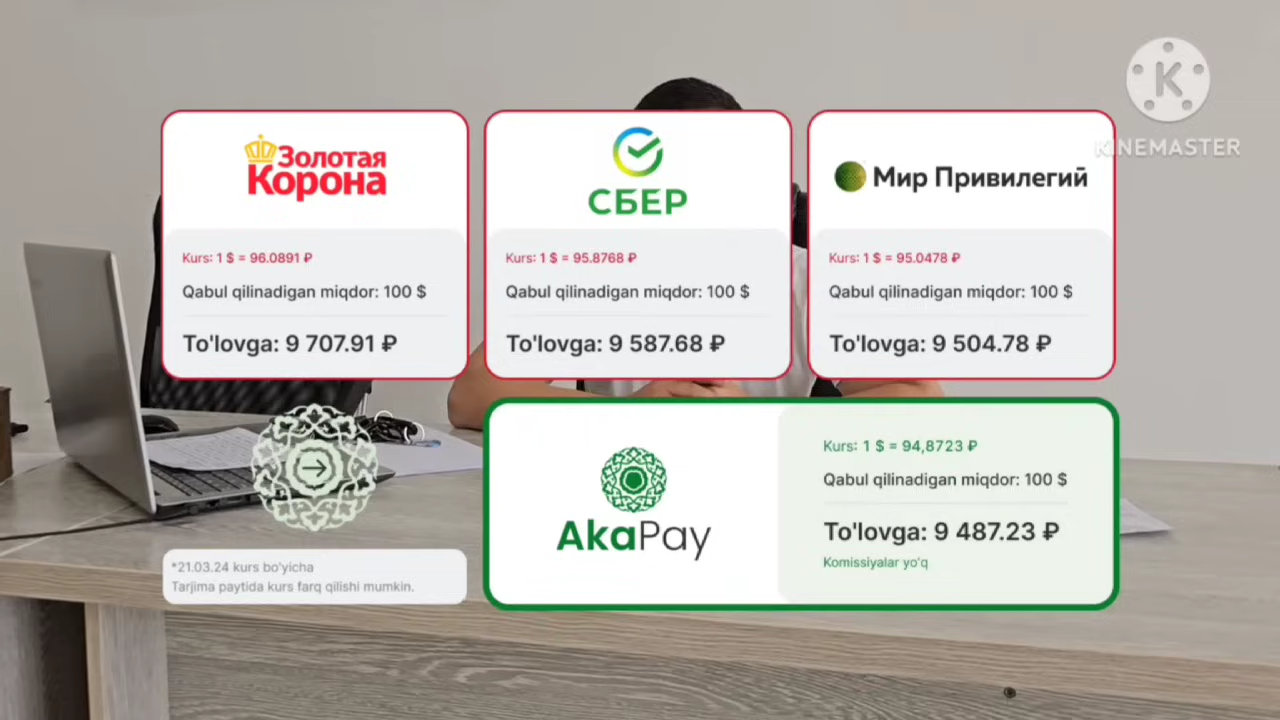 KINEMASTER
Золотая
Корона
Kurs: 1 $ = 96.0891 ₽
Qabul qilinadigan miqdor: 100 $
To'lovga: 9 707.91 ₽
СБЕР
Kurs: 1 $ = 95.8768 ₽
Qabul qilinadigan miqdor: 100 $
To'lovga: 9 587.68 ₽
Мир Привилегий
Kurs: 1 $ = 95.0478 ₽
Qabul qilinadigan miqdor: 100 $
To'lovga: 9 504.78 ₽
*21.03.24 kurs bo'yicha
Tarjima paytida kurs farq qilishi mumkin.
AkaPay
Kurs: 1 $ = 94,8723 ₽
Qabul qilinadigan miqdor: 100 $
To'lovga: 9 487.23 ₽
Komissiyalar yo'q